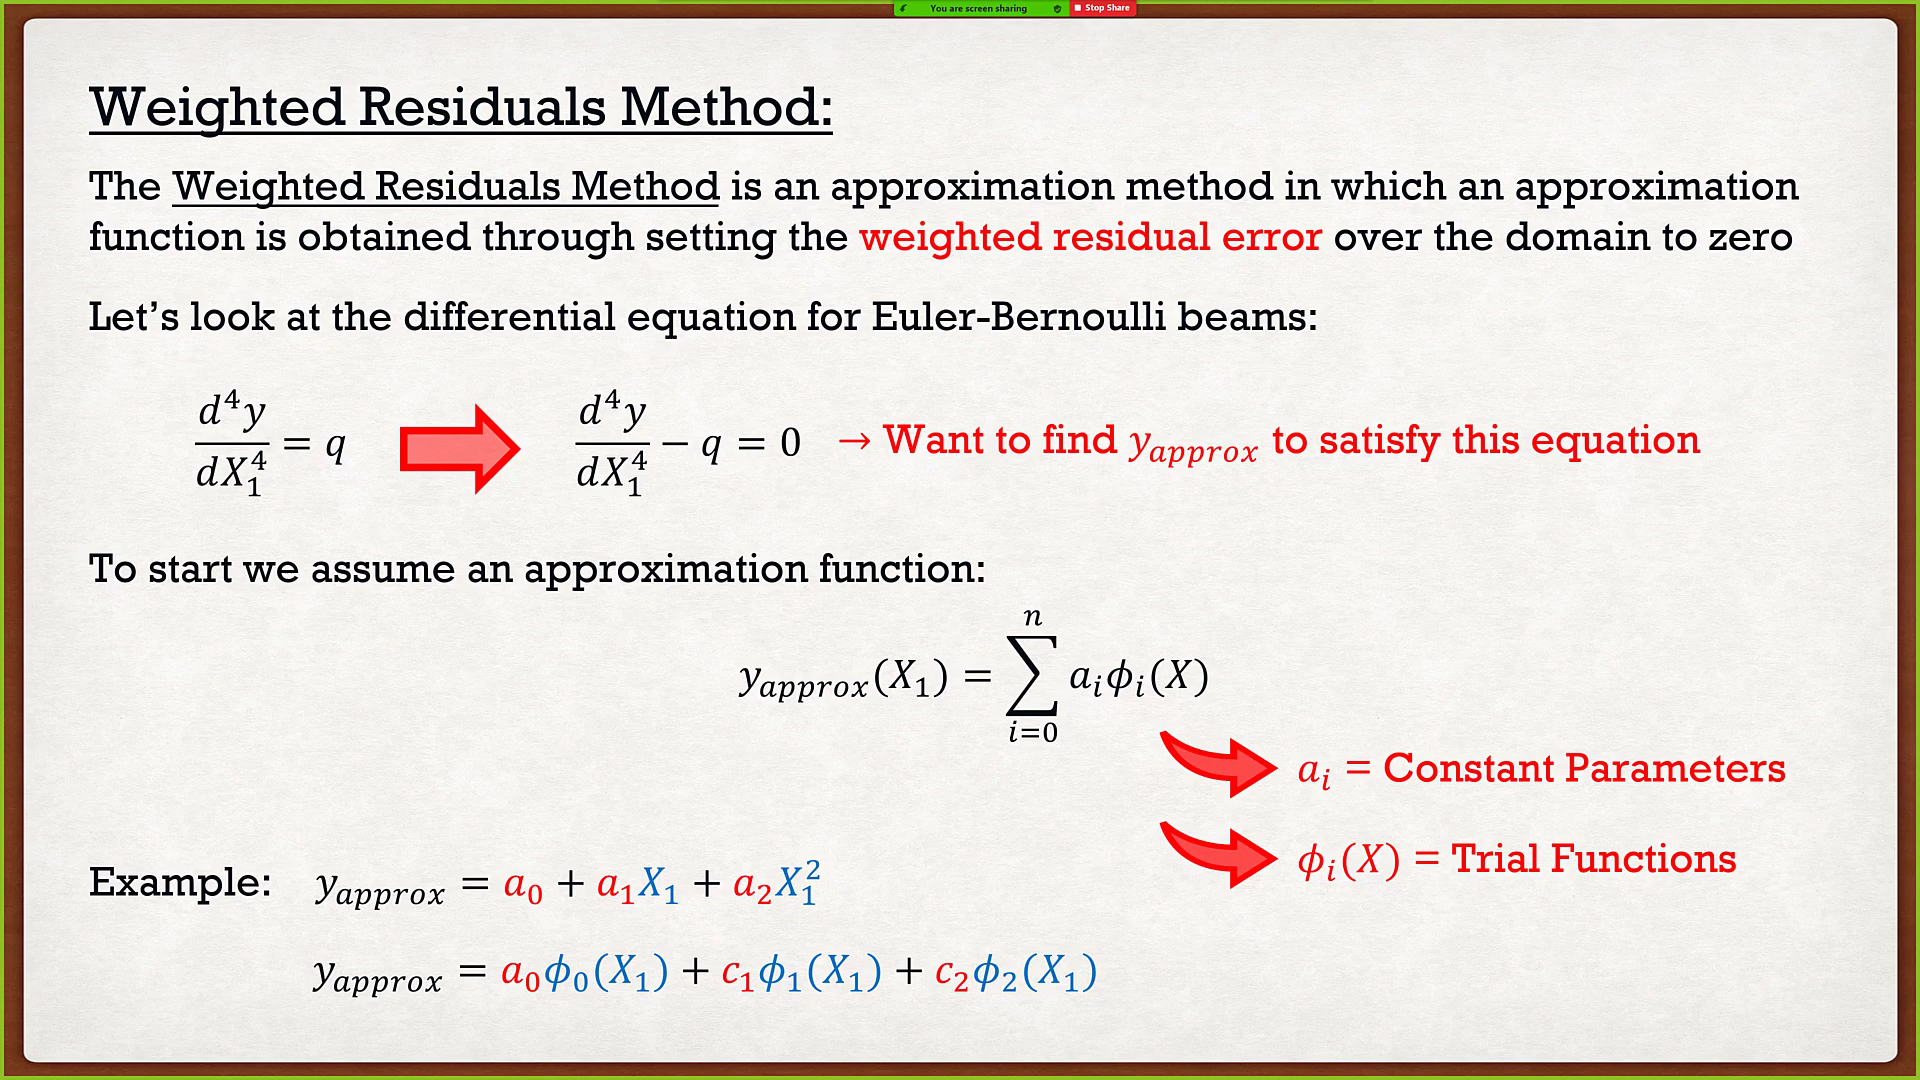 You are screen sharing Stop Share
Weighted Residuals Method:
The Weighted Residuals Method is an approximation method in which an approximation
function is obtained through setting the weighted residual error over the domain to zero
Let's look at the differential equation for Euler-Bernoulli beams:
d⁴y/dX₁⁴ = q d⁴y/dX₁⁴ − q = 0 → Want to find y_approx to satisfy this equation
To start we assume an approximation function:
y_approx(X₁) = ∑_{i=0}^{n} a_i ϕ_i(X)
a_i = Constant Parameters
ϕ_i(X) = Trial Functions
Example: y_approx = a₀ + a₁X₁ + a₂X₁²
y_approx = a₀ϕ₀(X₁) + c₁ϕ₁(X₁) + c₂ϕ₂(X₁)